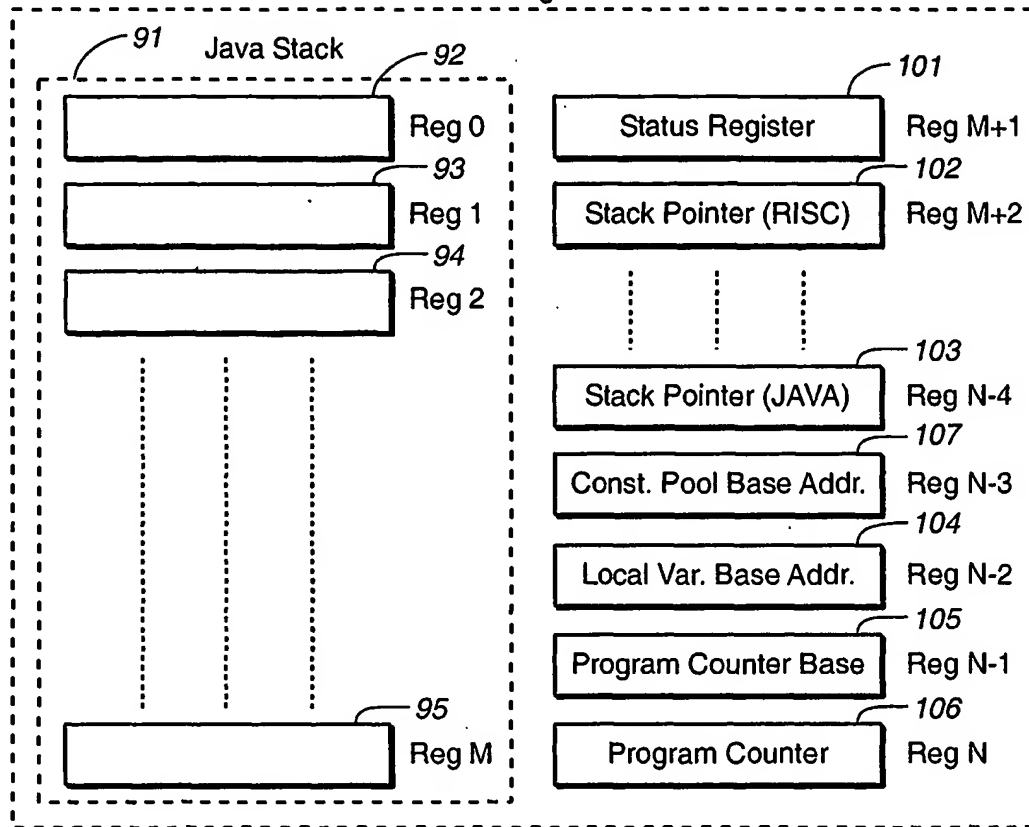 91
Java Stack
92
Reg 0
93
Reg 1
94
Reg 2
95
Reg M
101
Status Register
Reg M+1
102
Stack Pointer (RISC)
Reg M+2
103
Stack Pointer (JAVA)
Reg N-4
107
Const. Pool Base Addr.
Reg N-3
104
Local Var. Base Addr.
Reg N-2
105
Program Counter Base
Reg N-1
106
Program Counter
Reg N